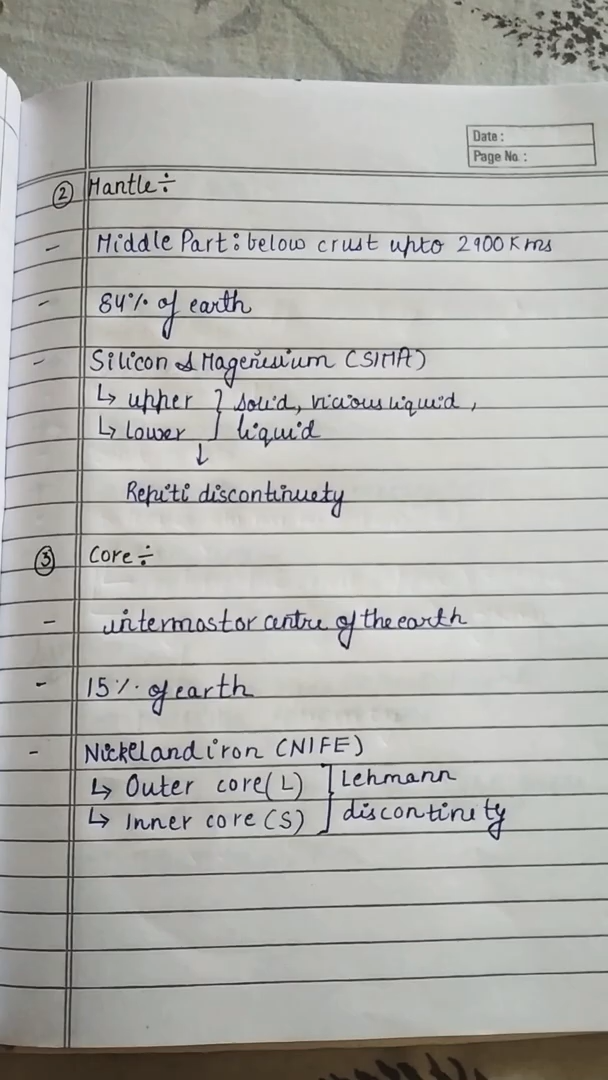 Date :
Page No. :
② Mantle ÷
- Middle Part : below crust upto 2900 Kms
- 84% of earth
- Silicon & Magenesium (SIMA)
↳ upper } solid, vicious liquid ,
↳ lower } liquid
↓
Repiti discontinuety
③ Core ÷
- intermost or centre of the earth
- 15% of earth
- Nickel and iron (NIFE)
↳ Outer core (L) ] Lehmann
↳ Inner core (S) ] discontinety